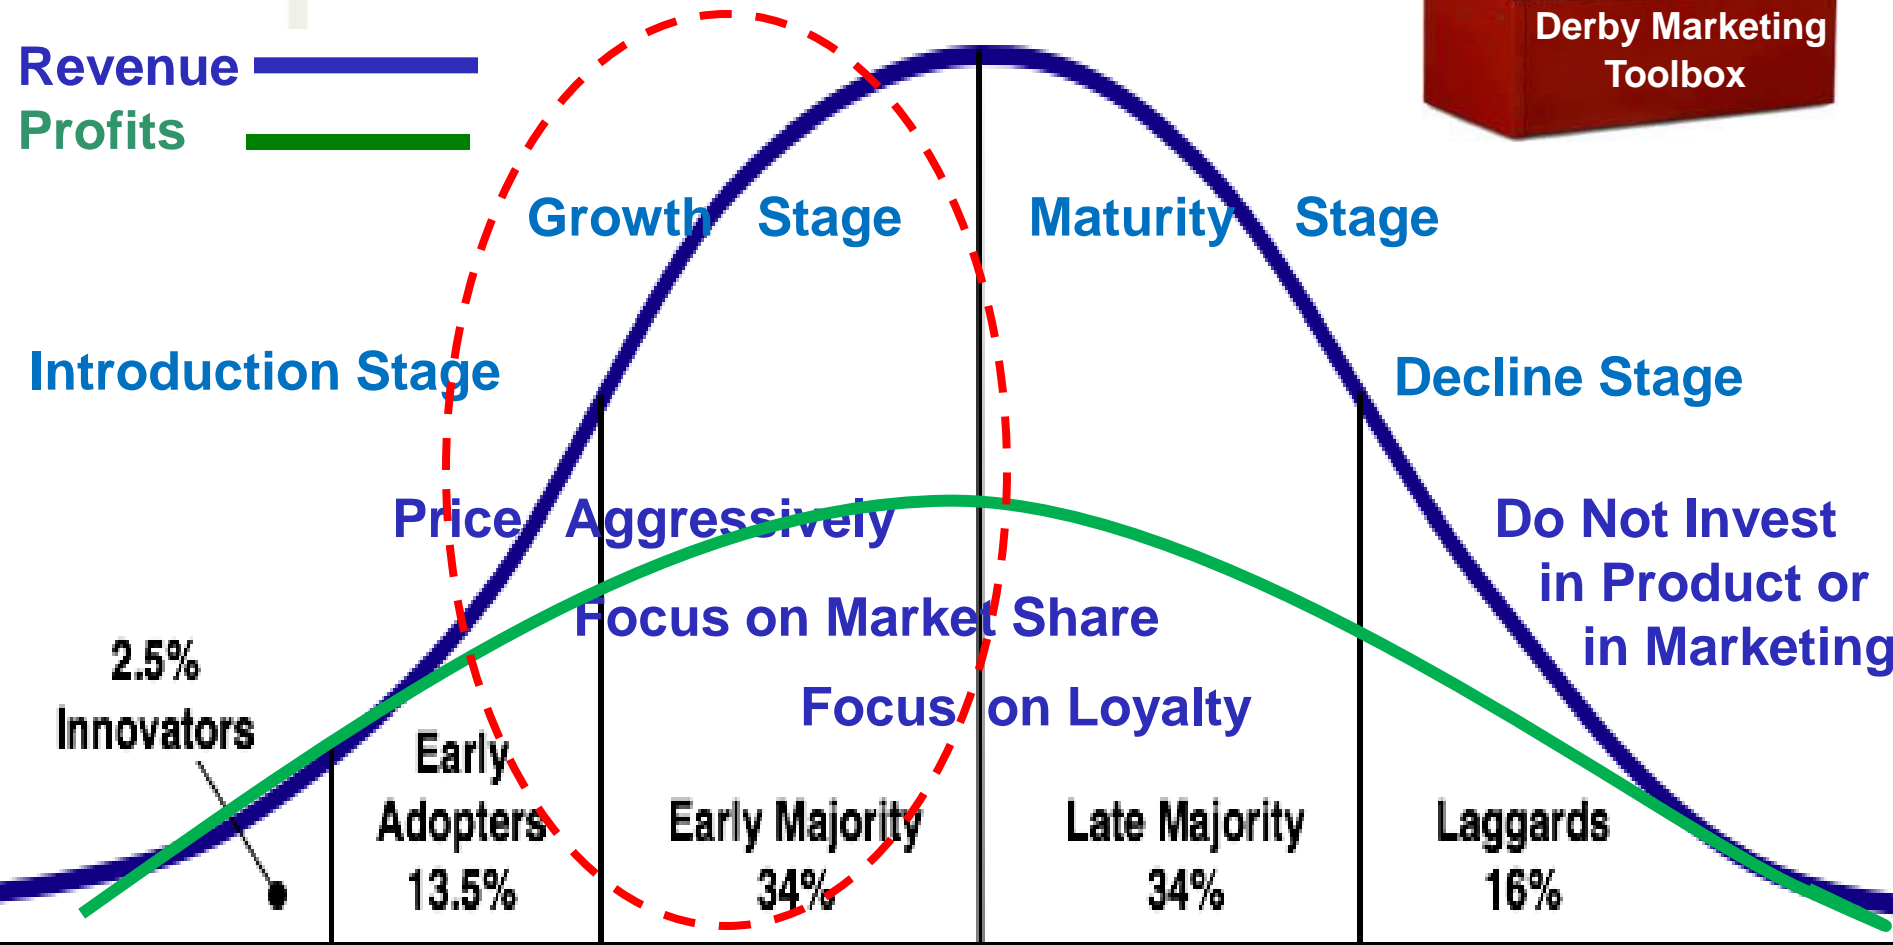 Derby Marketing
Toolbox
Revenue
Profits
Growth Stage
Maturity Stage
Introduction Stage
Decline Stage
Price Aggressively
Do Not Invest
in Product or
in Marketing
Focus on Market Share
Focus on Loyalty
2.5%
Innovators
Early
Adopters
13.5%
Early Majority
34%
Late Majority
34%
Laggards
16%